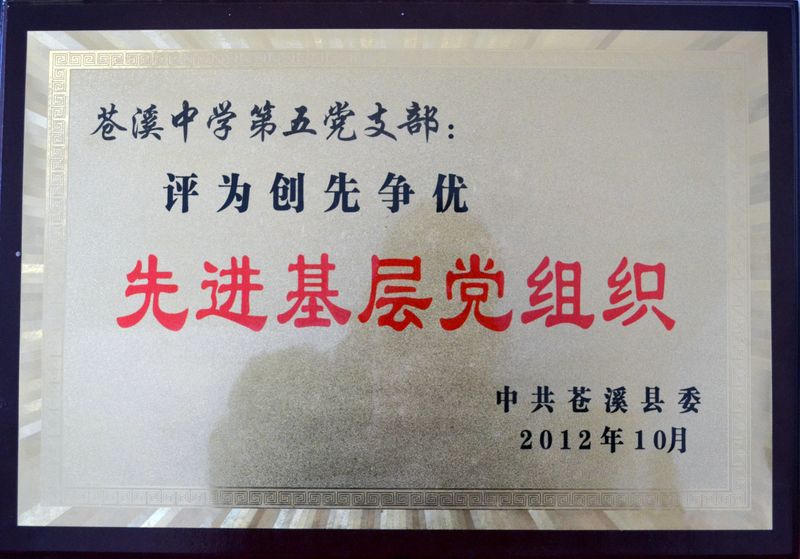 苍溪中学第五党支部：
评为创先争优
先进基层党组织
中共苍溪县委
2012年10月